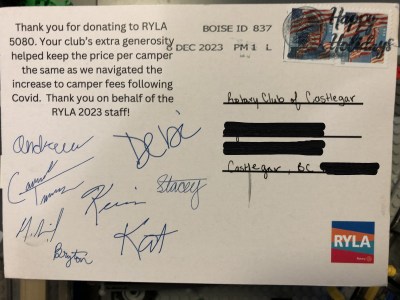 Thank you for donating to RYLA
5080. Your club's extra generosity
helped keep the price per camper
the same as we navigated the
increase to camper fees following
Covid. Thank you on behalf of the
RYLA 2023 staff!
BOISE ID 837
6 DEC 2023 PM 1 L
Happy
Holidays
Rotary Club of Castlegar
Castlegar, BC
Andrew
Debi
Stacey
Kevin
Kat
Bryton
RYLA